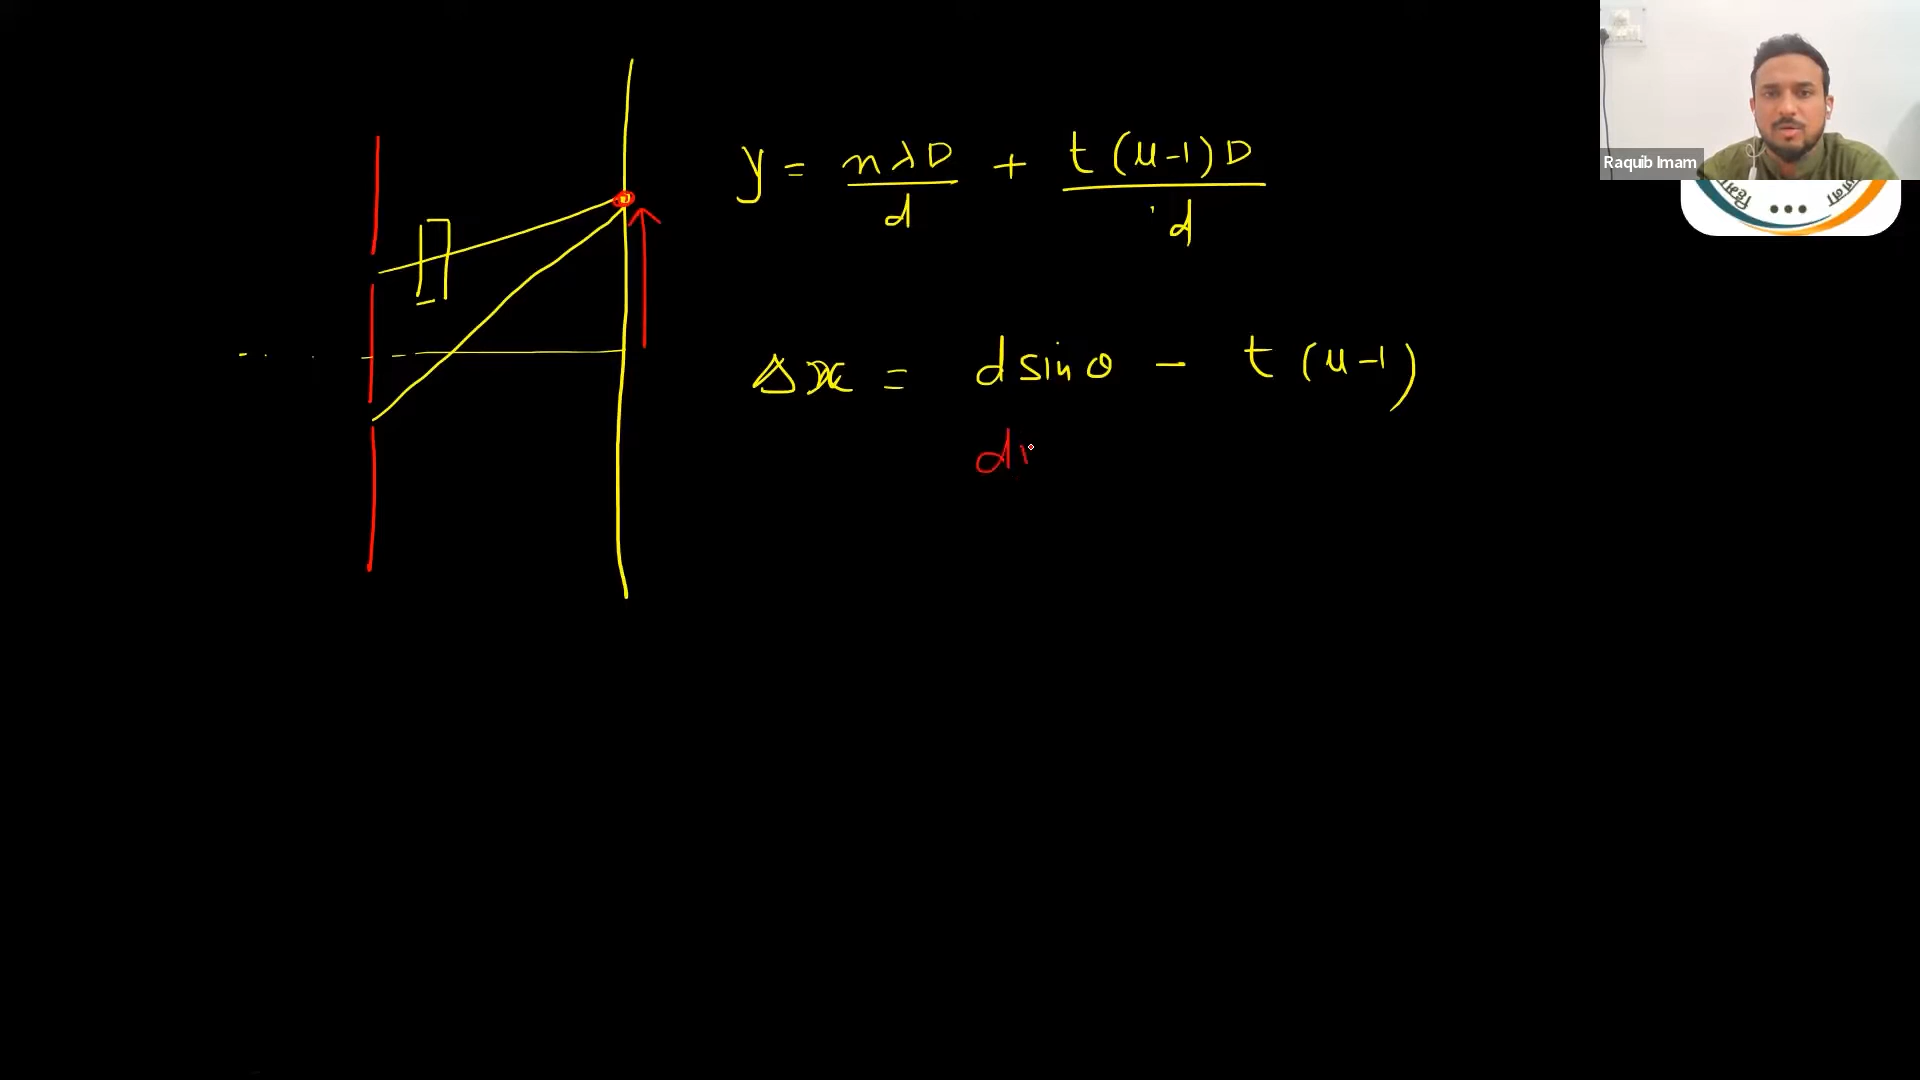 y = nλD/d + t(μ-1)D/d
Δx = d sinθ - t(μ-1)
Raquib Imam